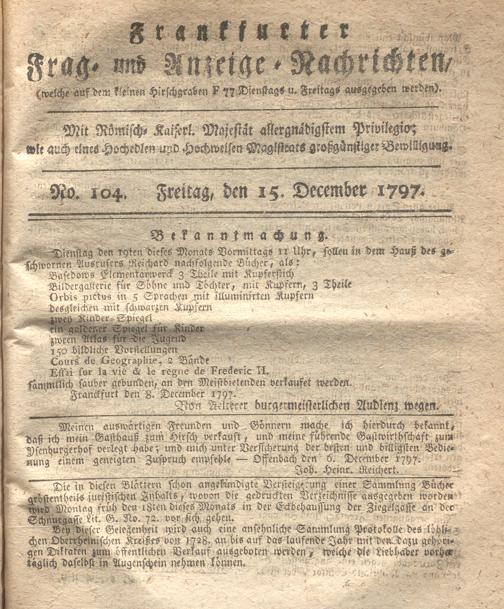 Frankfurter
Frag- und Anzeige-Nachrichten,
(welche auf dem kleinen Hirschgraben F 77 Dienstags u. Freitags ausgegeben werden).
Mit Römisch-Kaiserl. Majestät allergnädigstem Privilegio;
wie auch eines Hochedlen und Hochweisen Magistrats großgünstiger Bewilligung.
No. 104. Freitag, den 15. December 1797.
Bekanntmachung.
Dienstag den 19ten dieses Monats Vormittags 11 Uhr, sollen in dem Hauß des ge-
schwornen Ausrufers Reichard nachfolgende Bücher, als:
Basedows Elementarwerck 3 Theile mit Kupferstich
Bildergallerie für Söhne und Töchter, mit Kupfern, 3 Theile
Orbis pictus in 5 Sprachen mit illuminirten Kupfern
desgleichen mit schwarzen Kupfern
zwey Kinder-Spiegel
ein goldener Spiegel für Kinder
zween Atlas für die Jugend
150 bildliche Vorstellungen
Cours de Geographie, 2 Bände
Essai sur la vie & le regne de Frederic II.
sämmtlich sauber gebunden, an den Meistbietenden verkaufet werden.
Franckfurt den 8. December 1797.
Von Aelterer burgermeisterlichen Audienz wegen.
Meinen auswärtigen Freunden und Gönnern mache ich hierdurch bekannt,
daß ich mein Gasthauß zum Hirsch verkauft, und meine führende Gastwirthschaft zum
Ysenburgerhof verlegt habe; und mich unter Versicherung der besten und billigsten Bedie-
nung einem geneigten Zuspruch empfehle — Offenbach den 6. December 1797.
Joh. Heinr. Reichert.
Die in diesen Blättern schon angekündigte Versteigerung einer Sammlung Bücher
größtentheils juristischen Inhalts, wovon die gedruckten Verzeichnisse ausgegeben worden
wird Montag früh den 18ten dieses Monats in der Eckbehausung der Ziegelgasse an der
Schnurgasse Lit. G. No. 72. vor sich gehen.
Bey dieser Gelegenheit wird auch eine ansehnliche Sammlung Protokolle des löbli-
chen Oberrheinischen Kreißes von 1728. an bis auf das laufende Jahr mit den dazu gehöri-
gen Diktaten zum öffentlichen Verkauf ausgeboten werden, welche die Liebhaber vorher
täglich daselbst in Augenschein nehmen können.